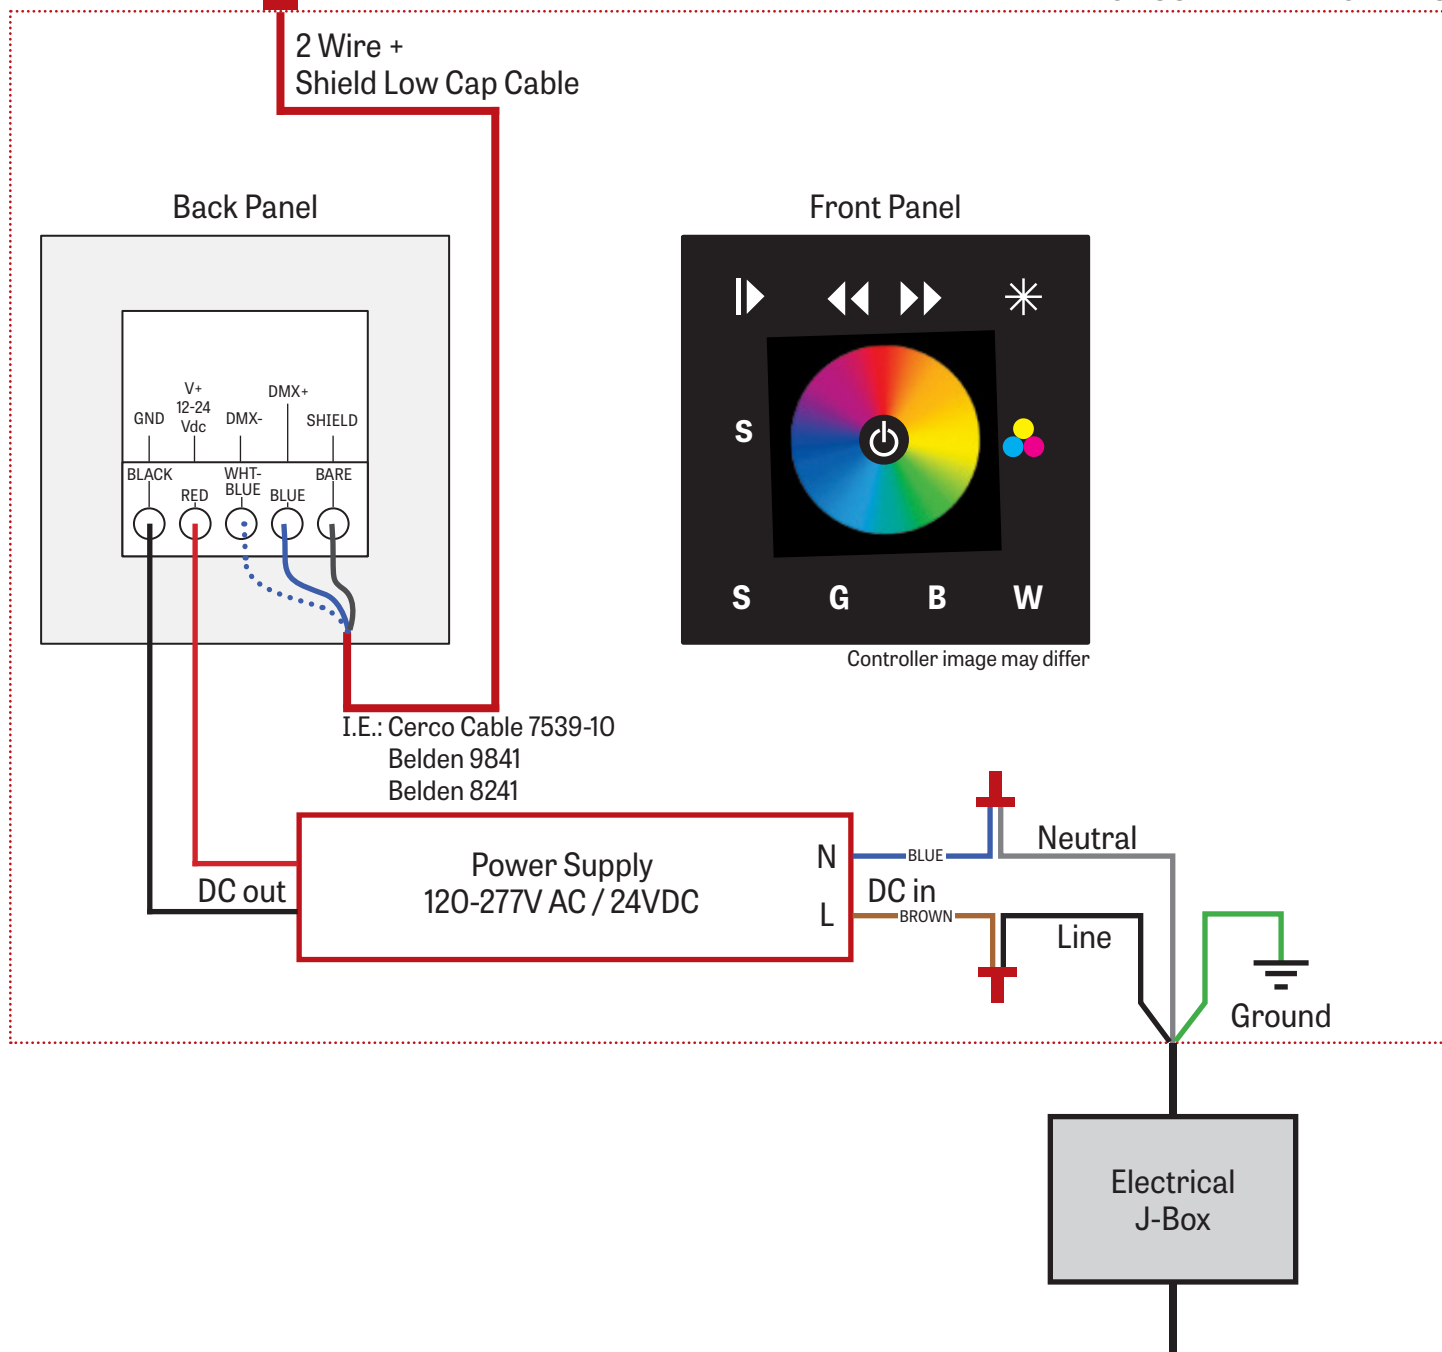 2 Wire +
Shield Low Cap Cable
Back Panel
Front Panel
GND
V+
12-24
Vdc
DMX-
DMX+
SHIELD
BLACK
RED
WHT-
BLUE
BLUE
BARE
S
S G B W
Controller image may differ
I.E.: Cerco Cable 7539-10
Belden 9841
Belden 8241
DC out
Power Supply
120-277V AC / 24VDC
N
L
BLUE
DC in
BROWN
Neutral
Line
Ground
Electrical
J-Box